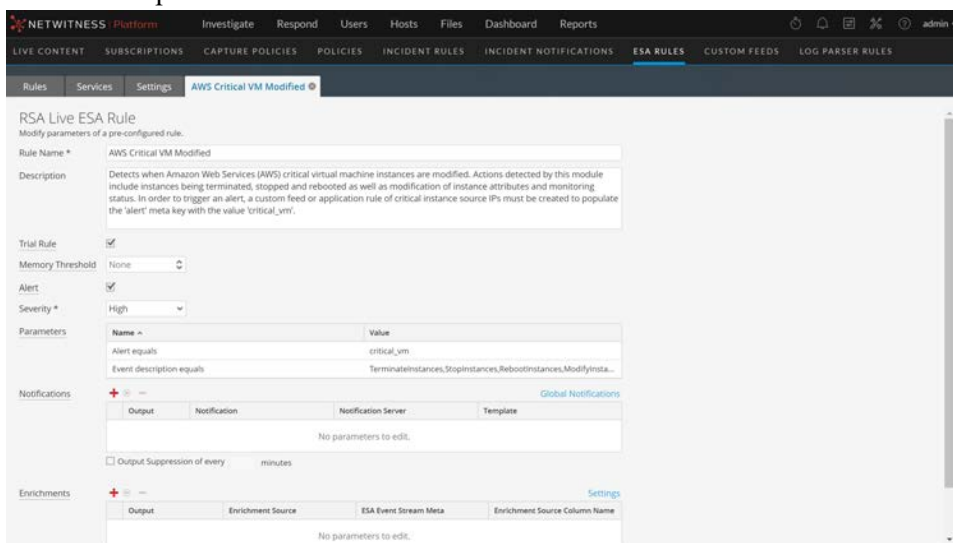 NETWITNESS Platform Investigate Respond Users Hosts Files Dashboard Reports admin
LIVE CONTENT SUBSCRIPTIONS CAPTURE POLICIES POLICIES INCIDENT RULES INCIDENT NOTIFICATIONS ESA RULES CUSTOM FEEDS LOG PARSER RULES
Rules Services Settings AWS Critical VM Modified
RSA Live ESA Rule
Modify parameters of a pre-configured rule.
Rule Name * AWS Critical VM Modified
Description Detects when Amazon Web Services (AWS) critical virtual machine instances are modified. Actions detected by this module
include instances being terminated, stopped and rebooted as well as modification of instance attributes and monitoring
status. In order to trigger an alert, a custom feed or application rule of critical instance source IPs must be created to populate
the 'alert' meta key with the value 'critical_vm'.
Trial Rule
Memory Threshold None
Alert
Severity * High
Parameters Name Value
Alert equals critical_vm
Event description equals TerminateInstances,StopInstances,RebootInstances,ModifyInsta...
Notifications Global Notifications
Output Notification Notification Server Template
No parameters to edit.
Output Suppression of every minutes
Enrichments Settings
Output Enrichment Source ESA Event Stream Meta Enrichment Source Column Name
No parameters to edit.